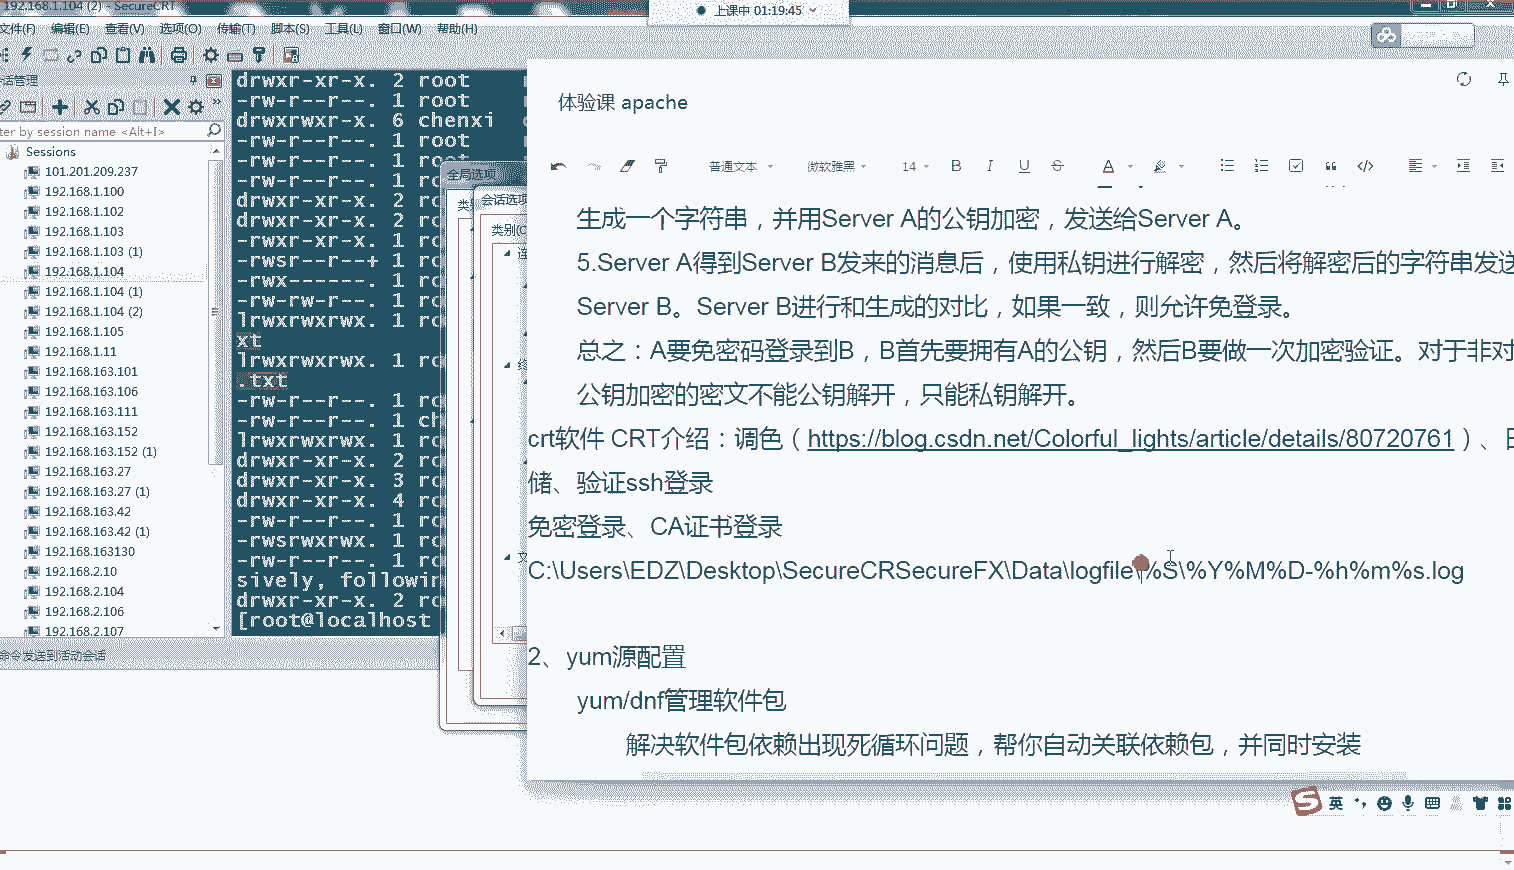 192.168.1.104 (2) - SecureCRT
上课中 01:19:45
文件(F) 编辑(E) 查看(V) 选项(O) 传输(T) 脚本(S) 工具(L) 窗口(W) 帮助(H)
话管理
ter by session name <Alt+I>
Sessions
101.201.209.237
192.168.1.100
192.168.1.102
192.168.1.103
192.168.1.103 (1)
192.168.1.104
192.168.1.104 (1)
192.168.1.104 (2)
192.168.1.105
192.168.1.11
192.168.163.101
192.168.163.106
192.168.163.111
192.168.163.152
192.168.163.152 (1)
192.168.163.27
192.168.163.27 (1)
192.168.163.42
192.168.163.42 (1)
192.168.163130
192.168.2.10
192.168.2.104
192.168.2.106
192.168.2.107
命令发送到活动会话
drwxr-xr-x. 2 root
-rw-r--r--. 1 root
drwxrwxr-x. 6 chenxi
-rw-r--r--. 1 root
-rw-r--r--. 1 root
-rw-r--r--. 1 rc
drwxr-xr-x. 2 rc
drwxr-xr-x. 2 rc
-rwxr-xr-x. 1 rc
-rwsr--r--+ 1 rc
-rwx------. 1 rc
-rw-rw-r--. 1 rc
lrwxrwxrwx. 1 rc
xt
lrwxrwxrwx. 1 rc
.txt
-rw-r--r--. 1 rc
-rw-r--r--. 1 ch
lrwxrwxrwx. 1 rc
drwxr-xr-x. 2 rc
drwxr-xr-x. 3 rc
drwxr-xr-x. 4 rc
-rw-r--r--. 1 rc
-rwsrwxrwx. 1 rc
-rw-r--r--. 1 rc
sively, followin
drwxr-xr-x. 2 rc
[root@localhost
全局选项
会话选项
类别(C
体验课 apache
普通文本 微软雅黑 14 B I U S A
生成一个字符串，并用Server A的公钥加密，发送给Server A。
5.Server A得到Server B发来的消息后，使用私钥进行解密，然后将解密后的字符串发送
Server B。Server B进行和生成的对比，如果一致，则允许免登录。
总之：A要免密码登录到B，B首先要拥有A的公钥，然后B要做一次加密验证。对于非对
公钥加密的密文不能公钥解开，只能私钥解开。
crt软件 CRT介绍：调色（https://blog.csdn.net/Colorful_lights/article/details/80720761）、日
储、验证ssh登录
免密登录、CA证书登录
C:\Users\EDZ\Desktop\SecureCRSecureFX\Data\logfile\%S\%Y%M%D-%h%m%s.log
2、yum源配置
yum/dnf管理软件包
解决软件包依赖出现死循环问题，帮你自动关联依赖包，并同时安装
英